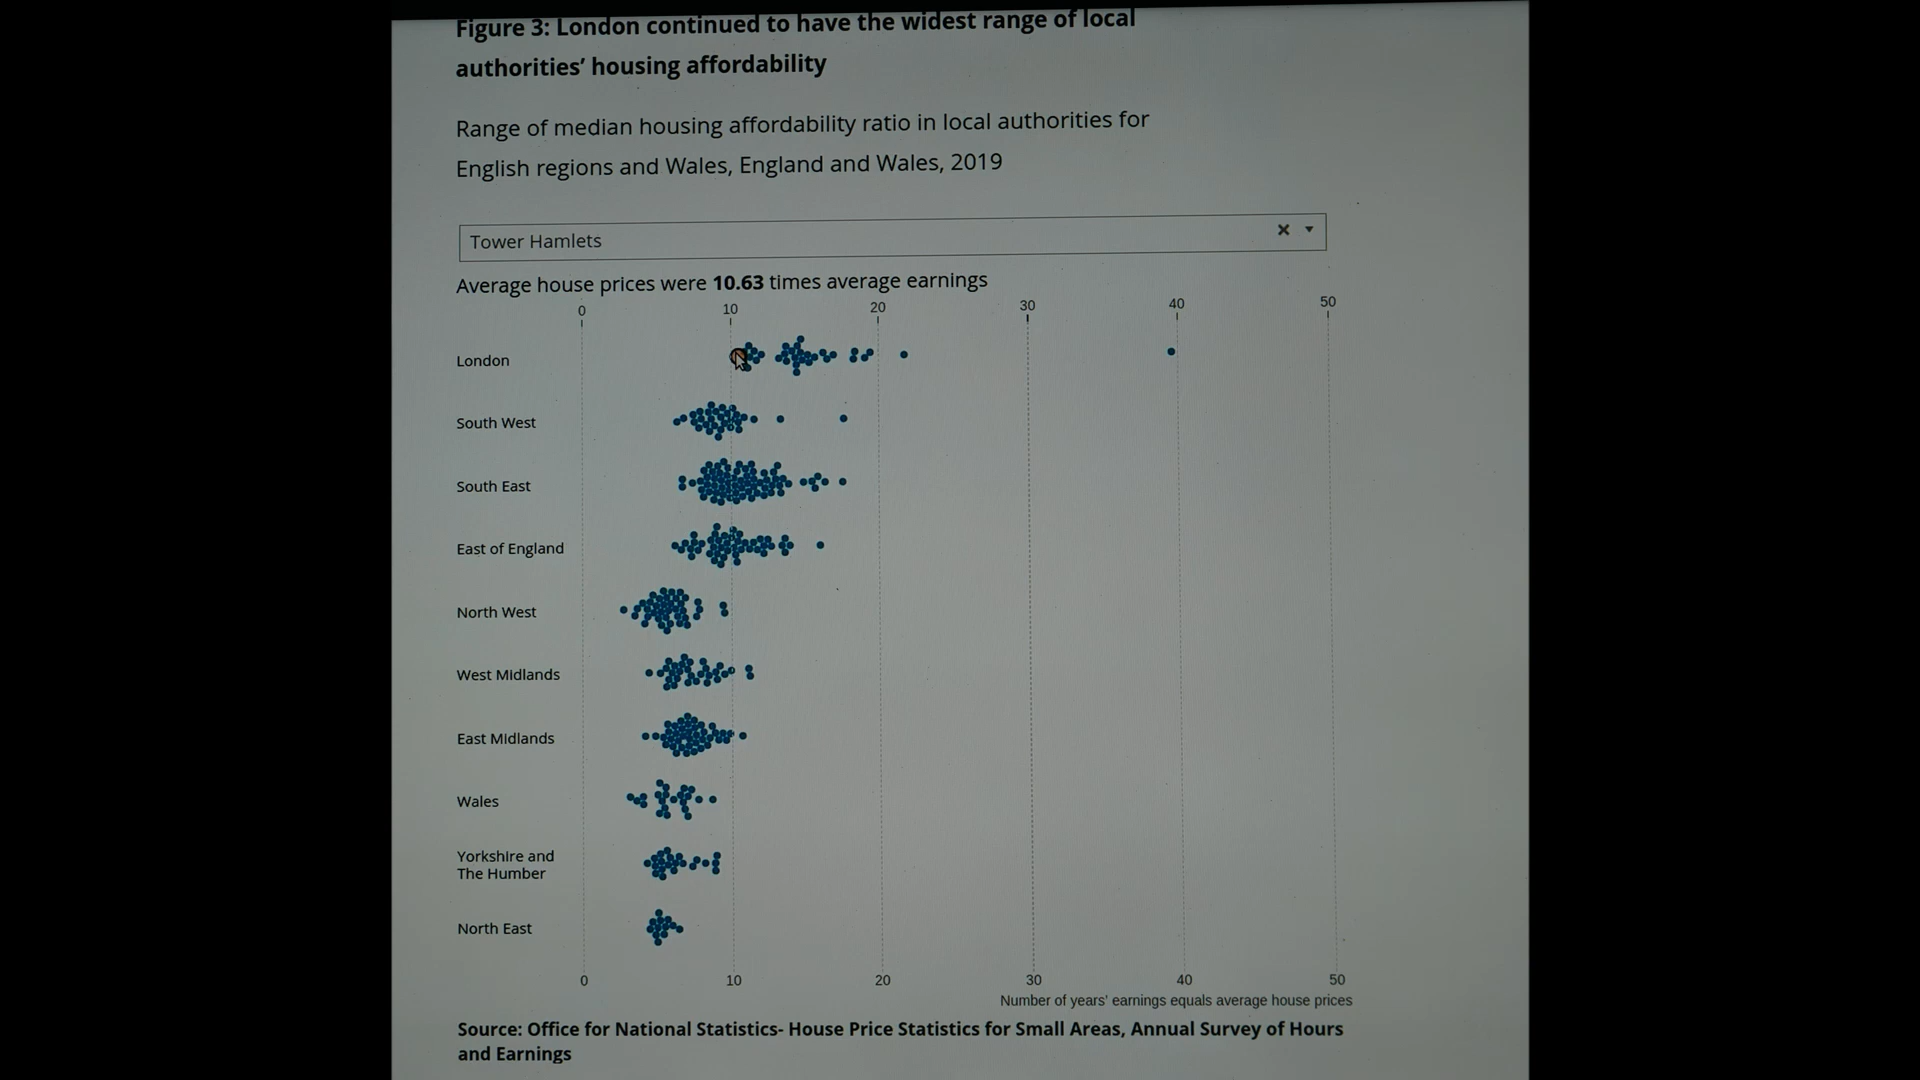 Figure 3: London continued to have the widest range of local
authorities’ housing affordability
Range of median housing affordability ratio in local authorities for
English regions and Wales, England and Wales, 2019
Tower Hamlets
Average house prices were 10.63 times average earnings
0 10 20 30 40 50
London
South West
South East
East of England
North West
West Midlands
East Midlands
Wales
Yorkshire and
The Humber
North East
0 10 20 30 40 50
Number of years' earnings equals average house prices
Source: Office for National Statistics- House Price Statistics for Small Areas, Annual Survey of Hours
and Earnings